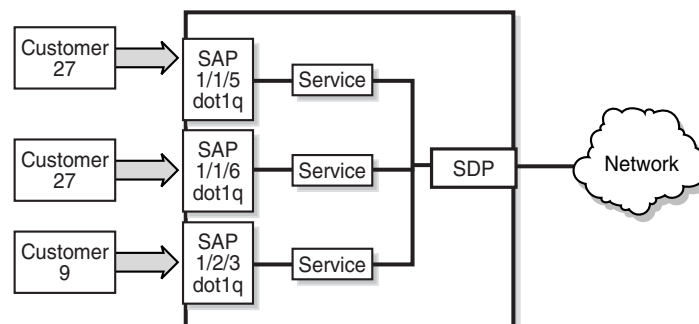 Customer
27
SAP
1/1/5
dot1q
Service
Customer
27
SAP
1/1/6
dot1q
Service
SDP
Network
Customer
9
SAP
1/2/3
dot1q
Service